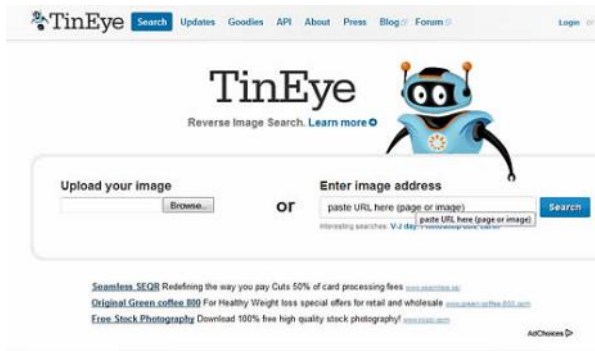 TinEye Search Updates Goodies API About Press Blog Forum Login
TinEye
Reverse Image Search. Learn more
Upload your image
Browse...
or
Enter image address
paste URL here (page or image)
Search
paste URL here (page or image)
Interesting searches: V-J day,
Seamless SEQR Redefining the way you pay Cuts 50% of card processing fees
Original Green coffee 800 For Healthy Weight loss special offers for retail and wholesale
Free Stock Photography Download 100% free high quality stock photography!
AdChoices